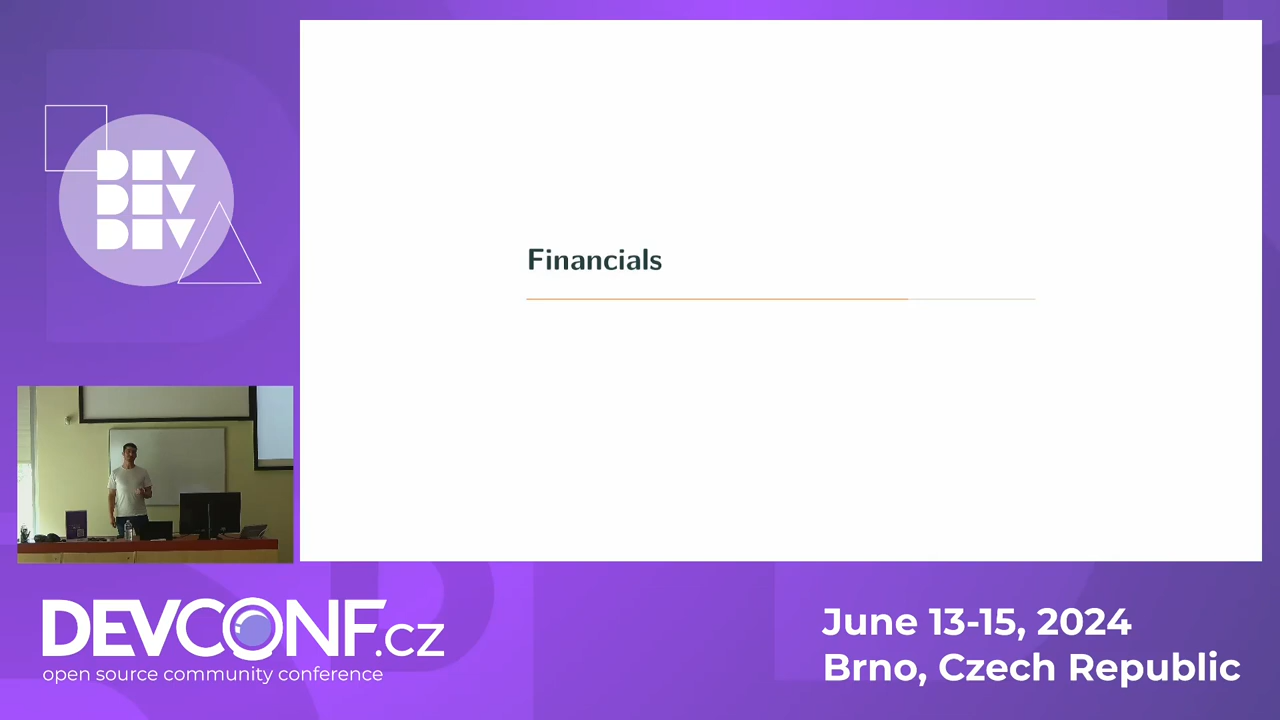 DEV
DEV
DEV
Financials
DEVCONF.cz
open source community conference
June 13-15, 2024
Brno, Czech Republic